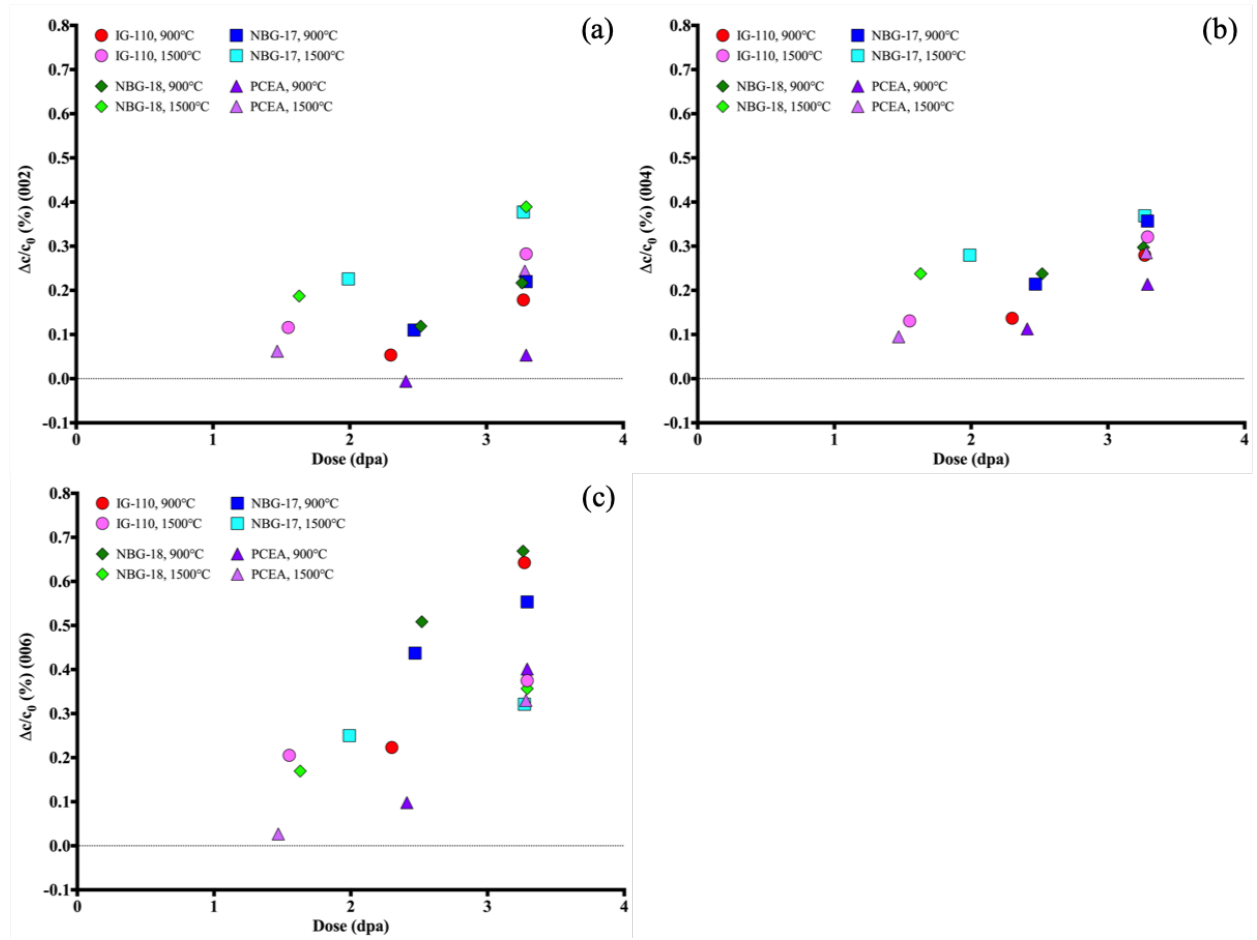 (a)
IG-110, 900°C
NBG-17, 900°C
IG-110, 1500°C
NBG-17, 1500°C
NBG-18, 900°C
PCEA, 900°C
NBG-18, 1500°C
PCEA, 1500°C
Δc/c₀ (%) (002)
0.8
0.7
0.6
0.5
0.4
0.3
0.2
0.1
0.0
-0.1
0
1
2
3
4
Dose (dpa)
(b)
IG-110, 900°C
NBG-17, 900°C
IG-110, 1500°C
NBG-17, 1500°C
NBG-18, 900°C
PCEA, 900°C
NBG-18, 1500°C
PCEA, 1500°C
Δc/c₀ (%) (004)
0.8
0.7
0.6
0.5
0.4
0.3
0.2
0.1
0.0
-0.1
0
1
2
3
4
Dose (dpa)
(c)
IG-110, 900°C
NBG-17, 900°C
IG-110, 1500°C
NBG-17, 1500°C
NBG-18, 900°C
PCEA, 900°C
NBG-18, 1500°C
PCEA, 1500°C
Δc/c₀ (%) (006)
0.8
0.7
0.6
0.5
0.4
0.3
0.2
0.1
0.0
-0.1
0
1
2
3
4
Dose (dpa)